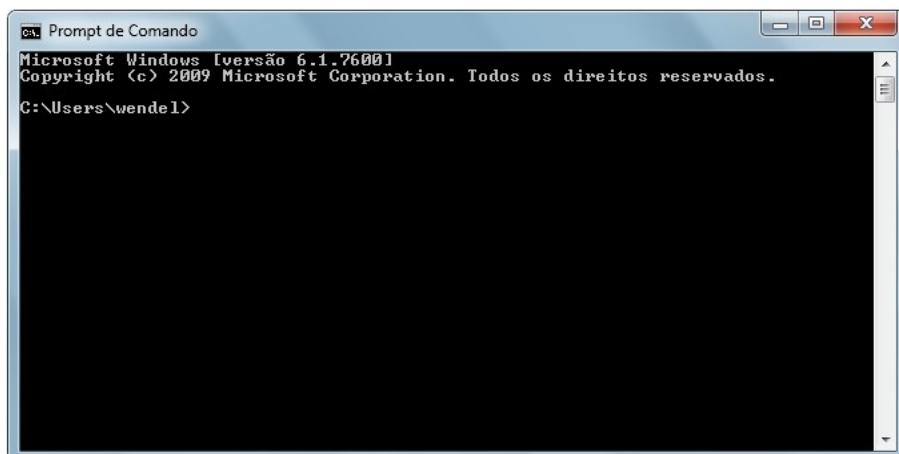 Prompt de Comando
Microsoft Windows [versão 6.1.7600]
Copyright (c) 2009 Microsoft Corporation. Todos os direitos reservados.
C:\Users\wendel>